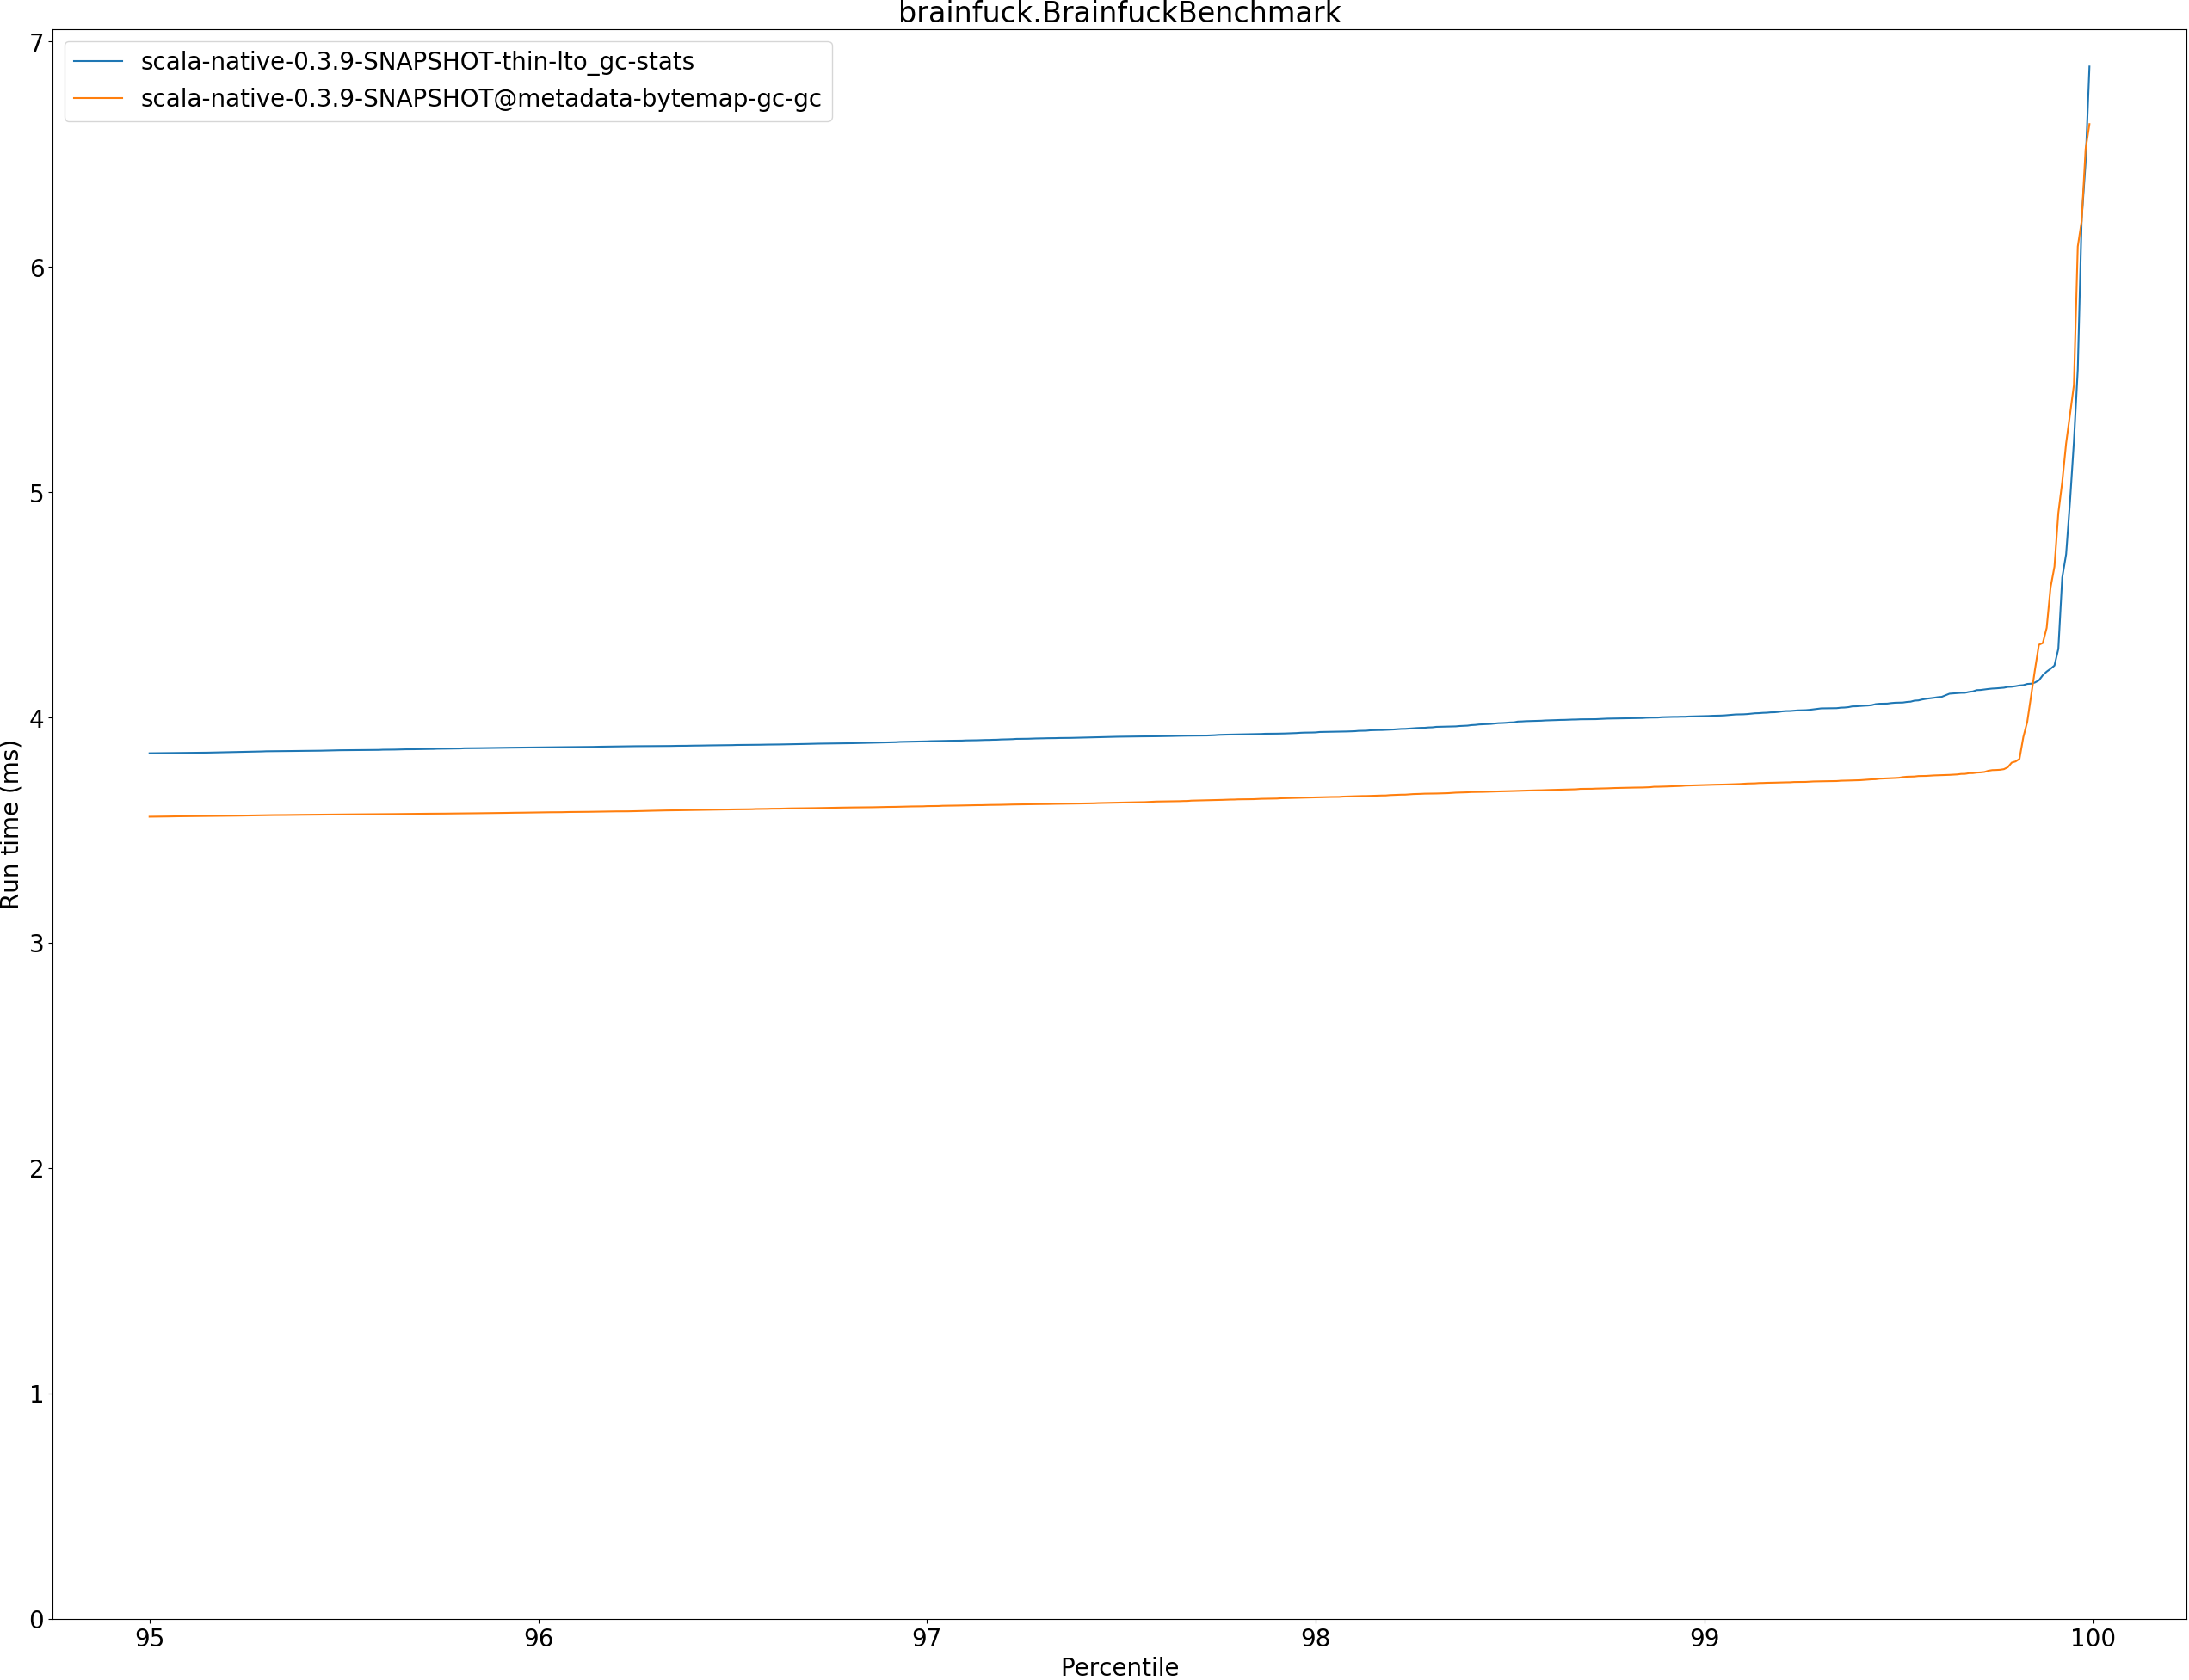 brainfuck.BrainfuckBenchmark
scala-native-0.3.9-SNAPSHOT-thin-lto_gc-stats
scala-native-0.3.9-SNAPSHOT@metadata-bytemap-gc-gc
7
6
5
4
3
2
1
0
Run time (ms)
95 96 97 98 99 100
Percentile